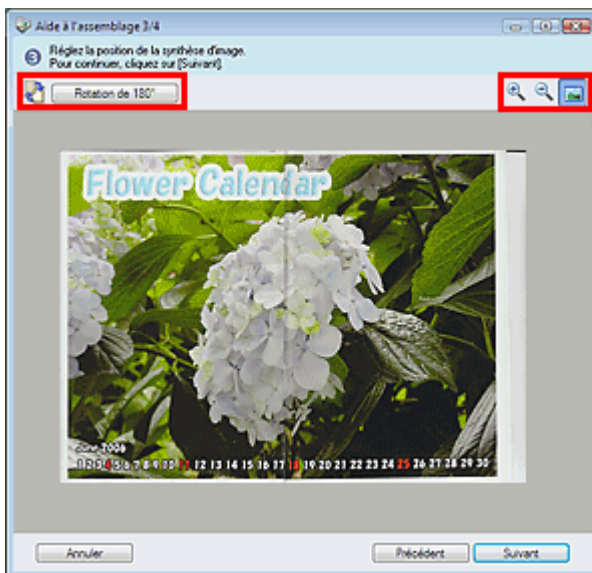 Aide à l'assemblage 3/4
3 Réglez la position de la synthèse d'image.
Pour continuer, cliquez sur [Suivant].
Rotation de 180°
Flower Calendar
June 2006
1 2 3 4 5 6 7 8 9 10 11 12 13 14 15 16 17 18 19 20 21 22 23 24 25 26 27 28 29 30
Annuler Précédent Suivant